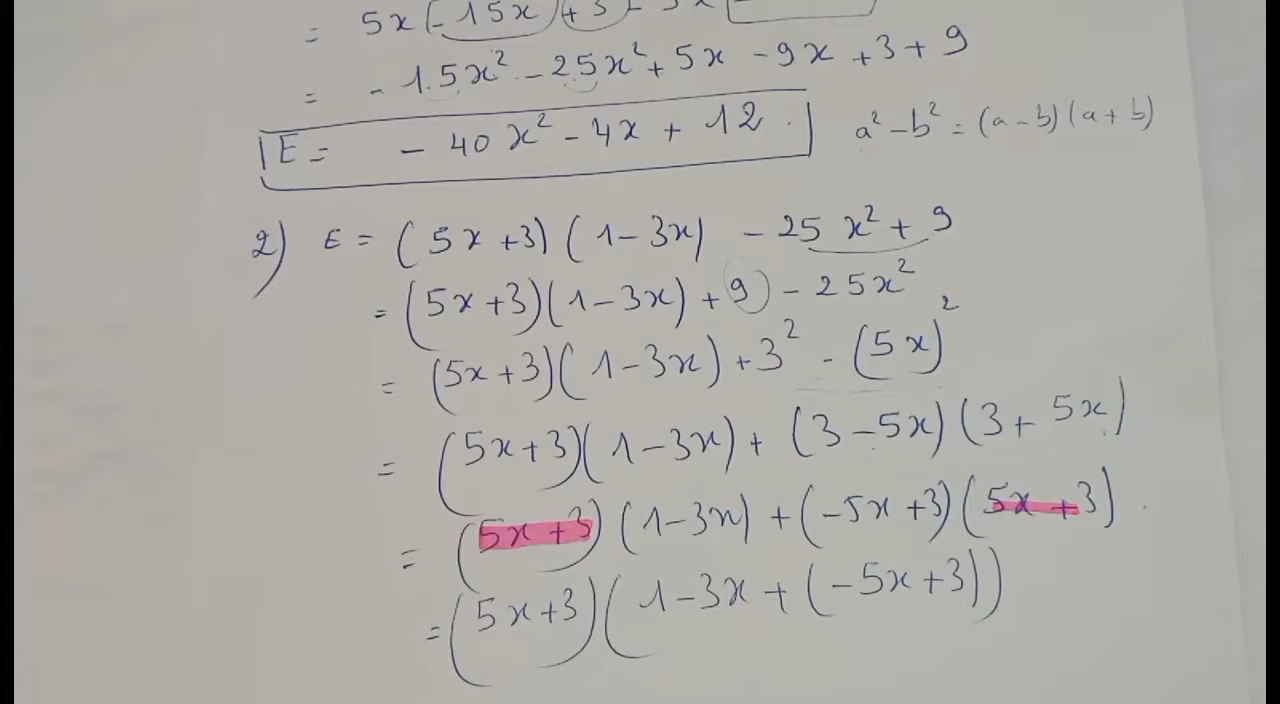 = 5x(-15x)+3-
= -15x² - 25x² + 5x - 9x + 3 + 9
E = - 40x² - 4x + 12 .
a² - b² = (a - b)(a + b)
2) E = (5x + 3)(1 - 3x) - 25x² + 9
= (5x + 3)(1 - 3x) + 9) - 25x²
= (5x + 3)(1 - 3x) + 3² - (5x)²
= (5x + 3)(1 - 3x) + (3 - 5x)(3 + 5x)
= (5x + 3)(1 - 3x) + (-5x + 3)(5x + 3)
= (5x + 3)(1 - 3x + (-5x + 3))